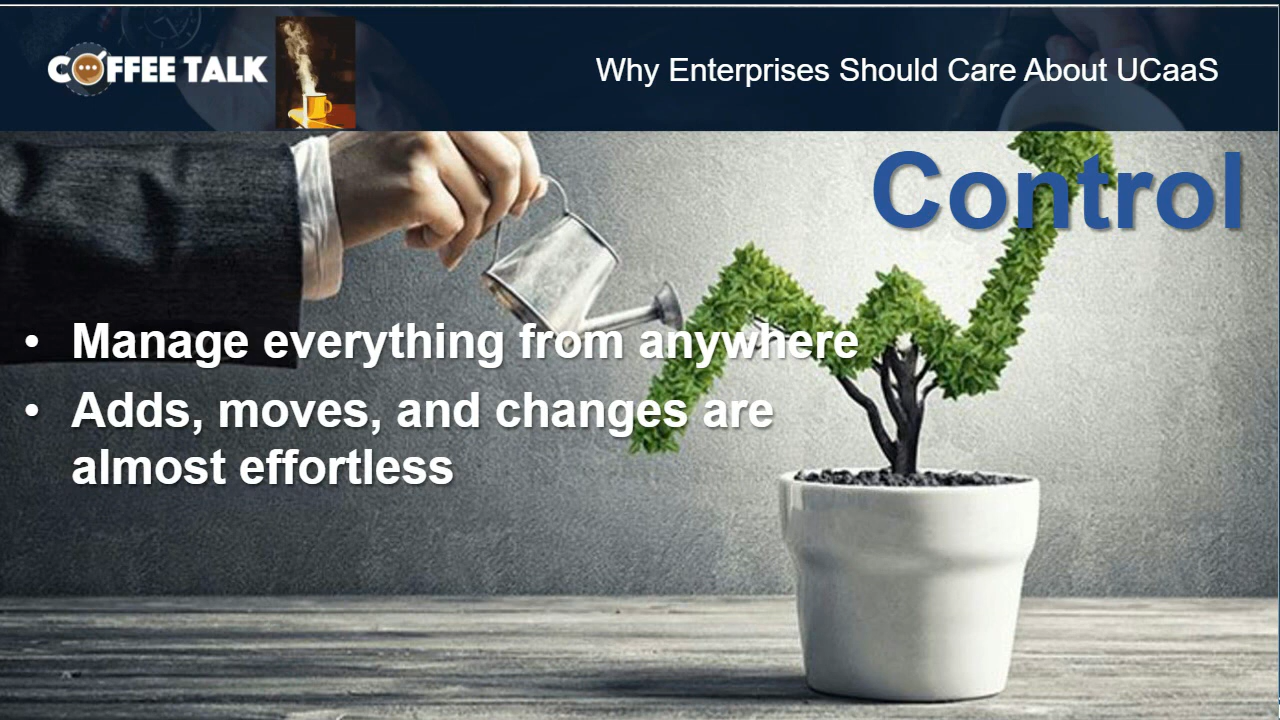 COFFEE TALK
Why Enterprises Should Care About UCaaS
Control
• Manage everything from anywhere
• Adds, moves, and changes are
almost effortless